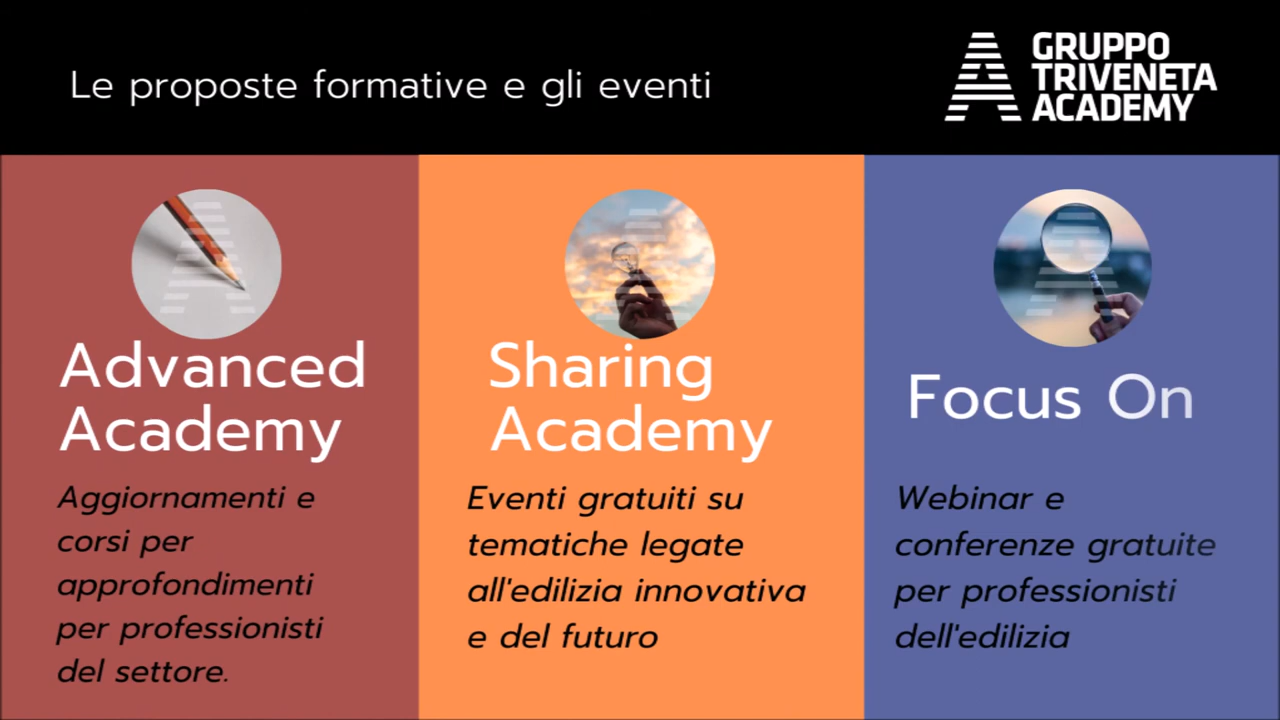 Le proposte formative e gli eventi
GRUPPO
TRIVENETA
ACADEMY
Advanced
Academy
Aggiornamenti e
corsi per
approfondimenti
per professionisti
del settore.
Sharing
Academy
Eventi gratuiti su
tematiche legate
all'edilizia innovativa
e del futuro
Focus On
Webinar e
conferenze gratuite
per professionisti
dell'edilizia